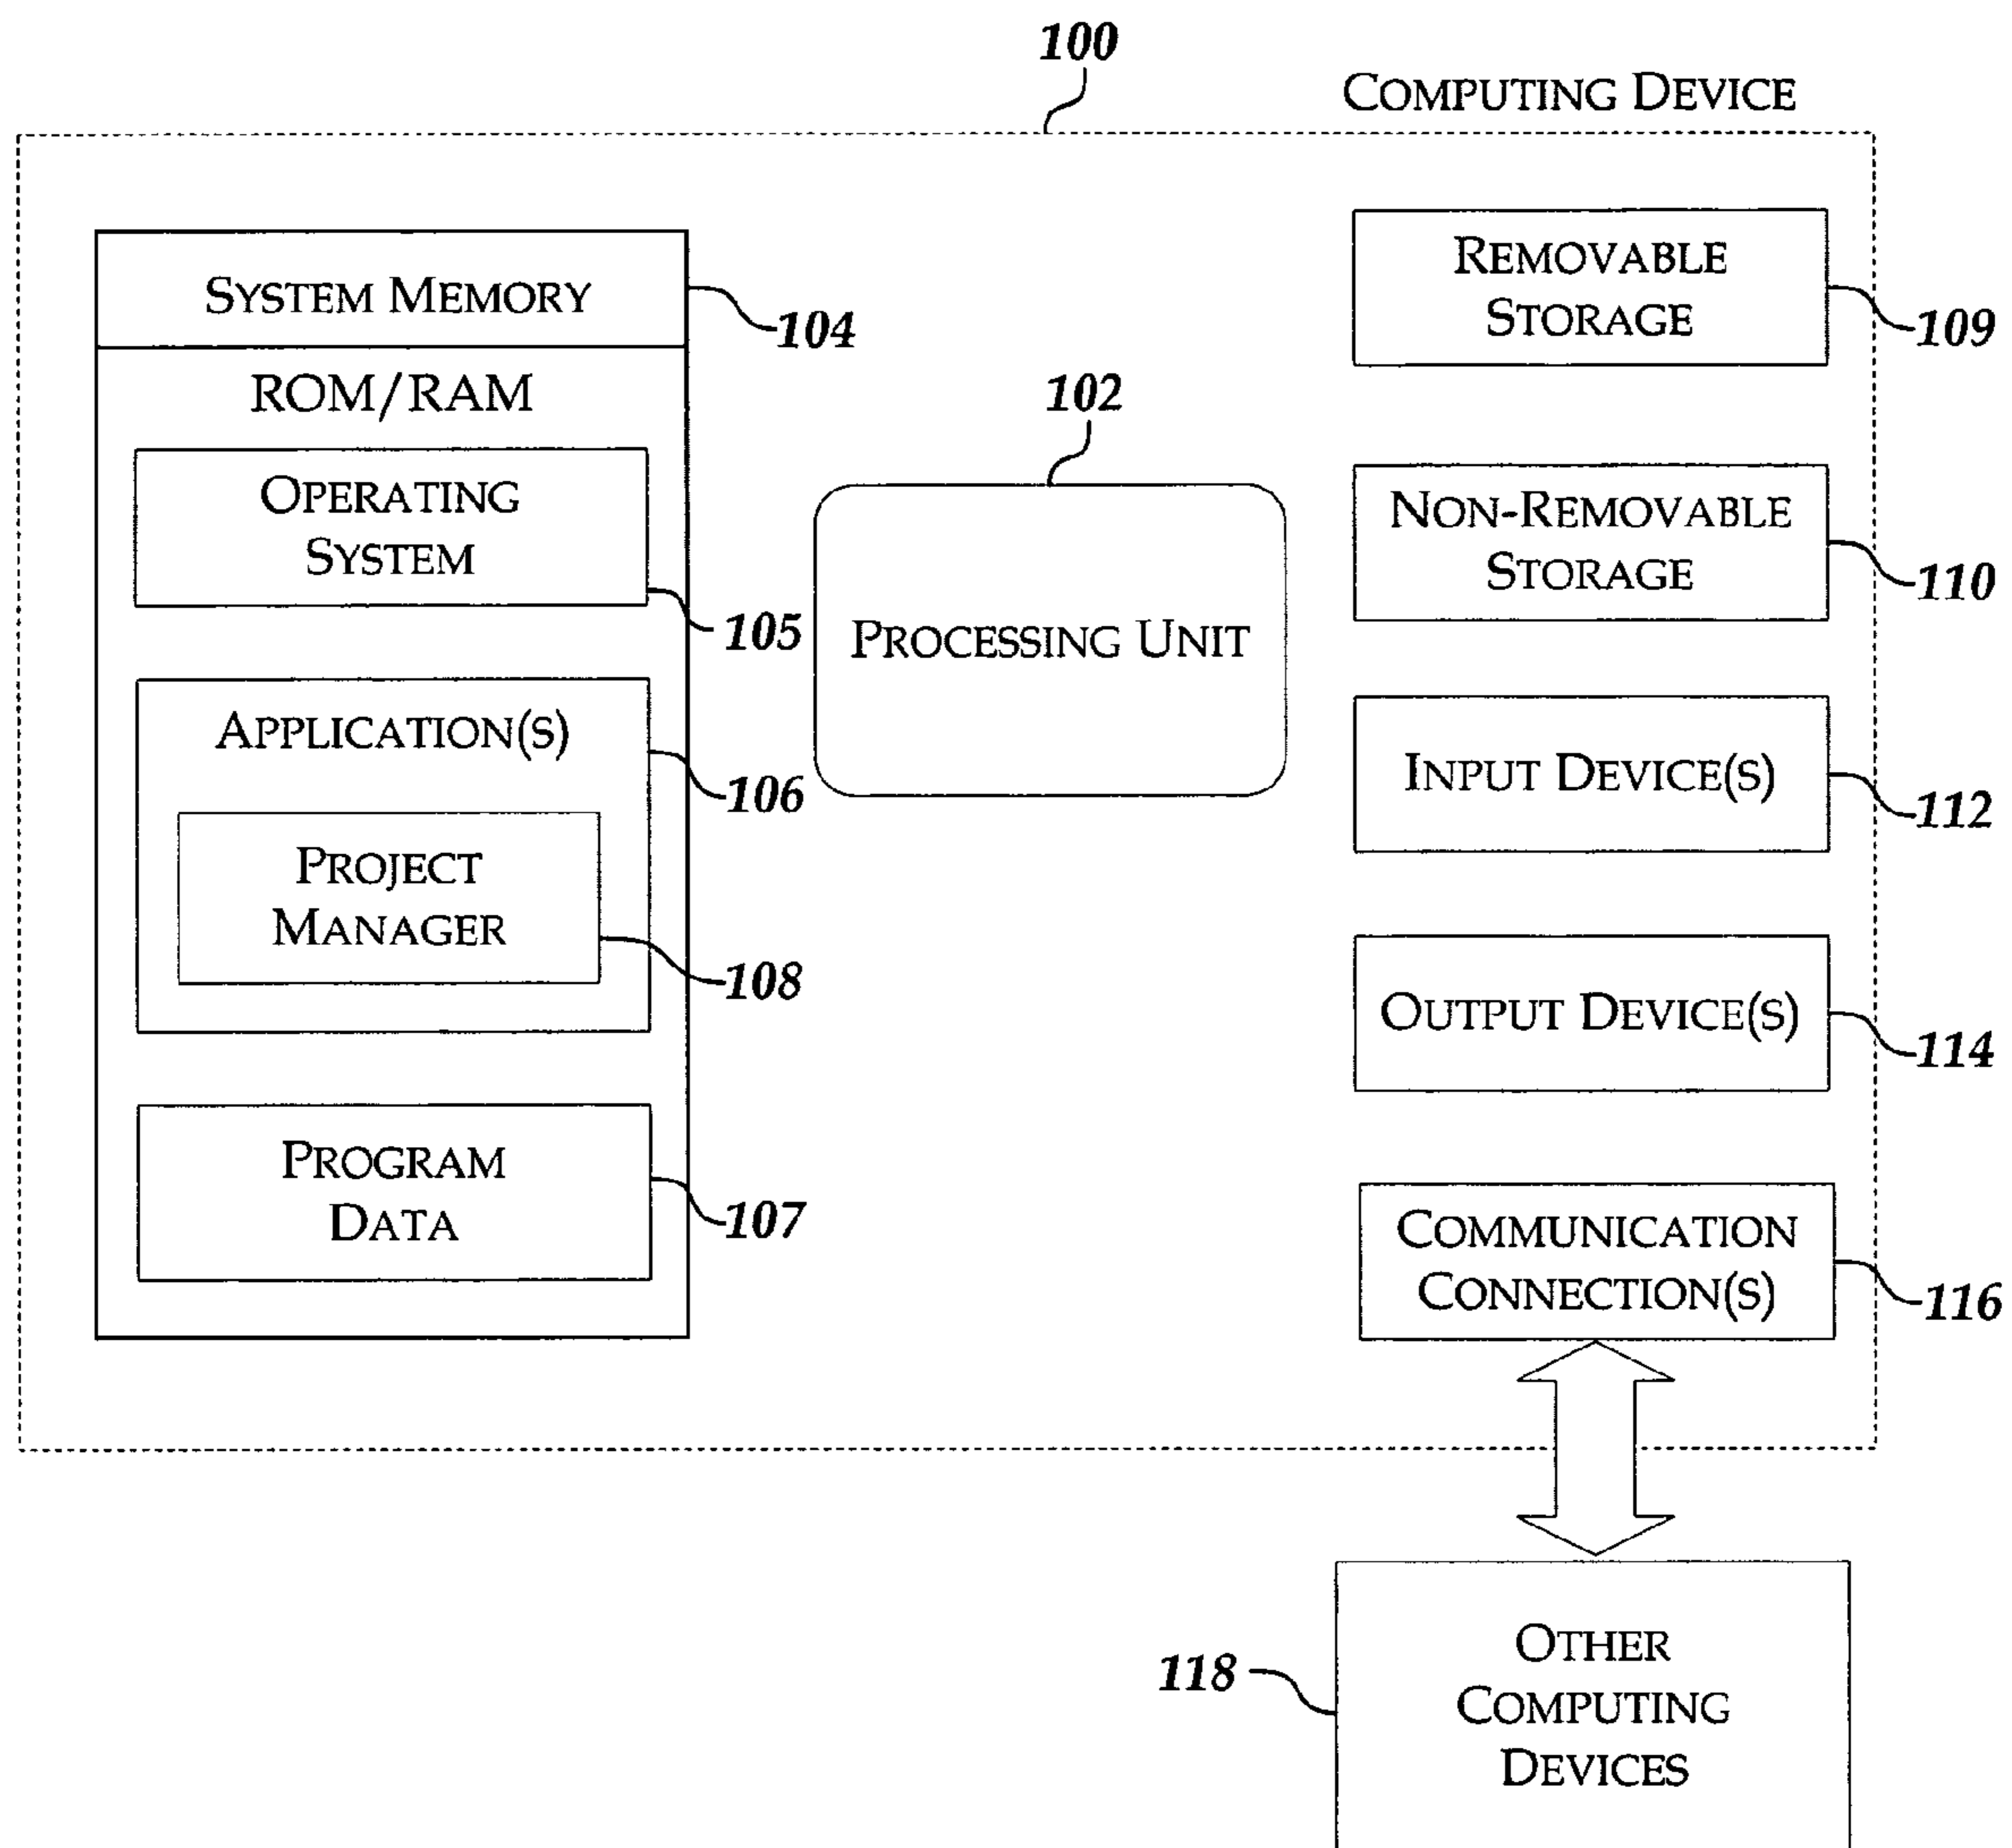 100
COMPUTING DEVICE
SYSTEM MEMORY
104
ROM/RAM
OPERATING
SYSTEM
105
APPLICATION(S)
106
PROJECT
MANAGER
108
PROGRAM
DATA
107
102
PROCESSING UNIT
REMOVABLE
STORAGE
109
NON-REMOVABLE
STORAGE
110
INPUT DEVICE(S)
112
OUTPUT DEVICE(S)
114
COMMUNICATION
CONNECTION(S)
116
118
OTHER
COMPUTING
DEVICES